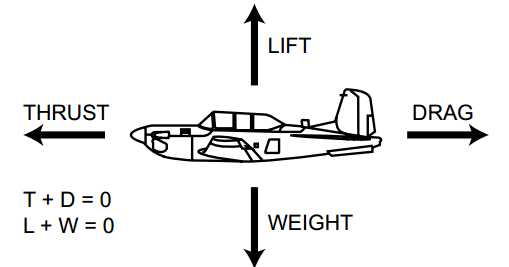 LIFT
THRUST
DRAG
T + D = 0
L + W = 0
WEIGHT